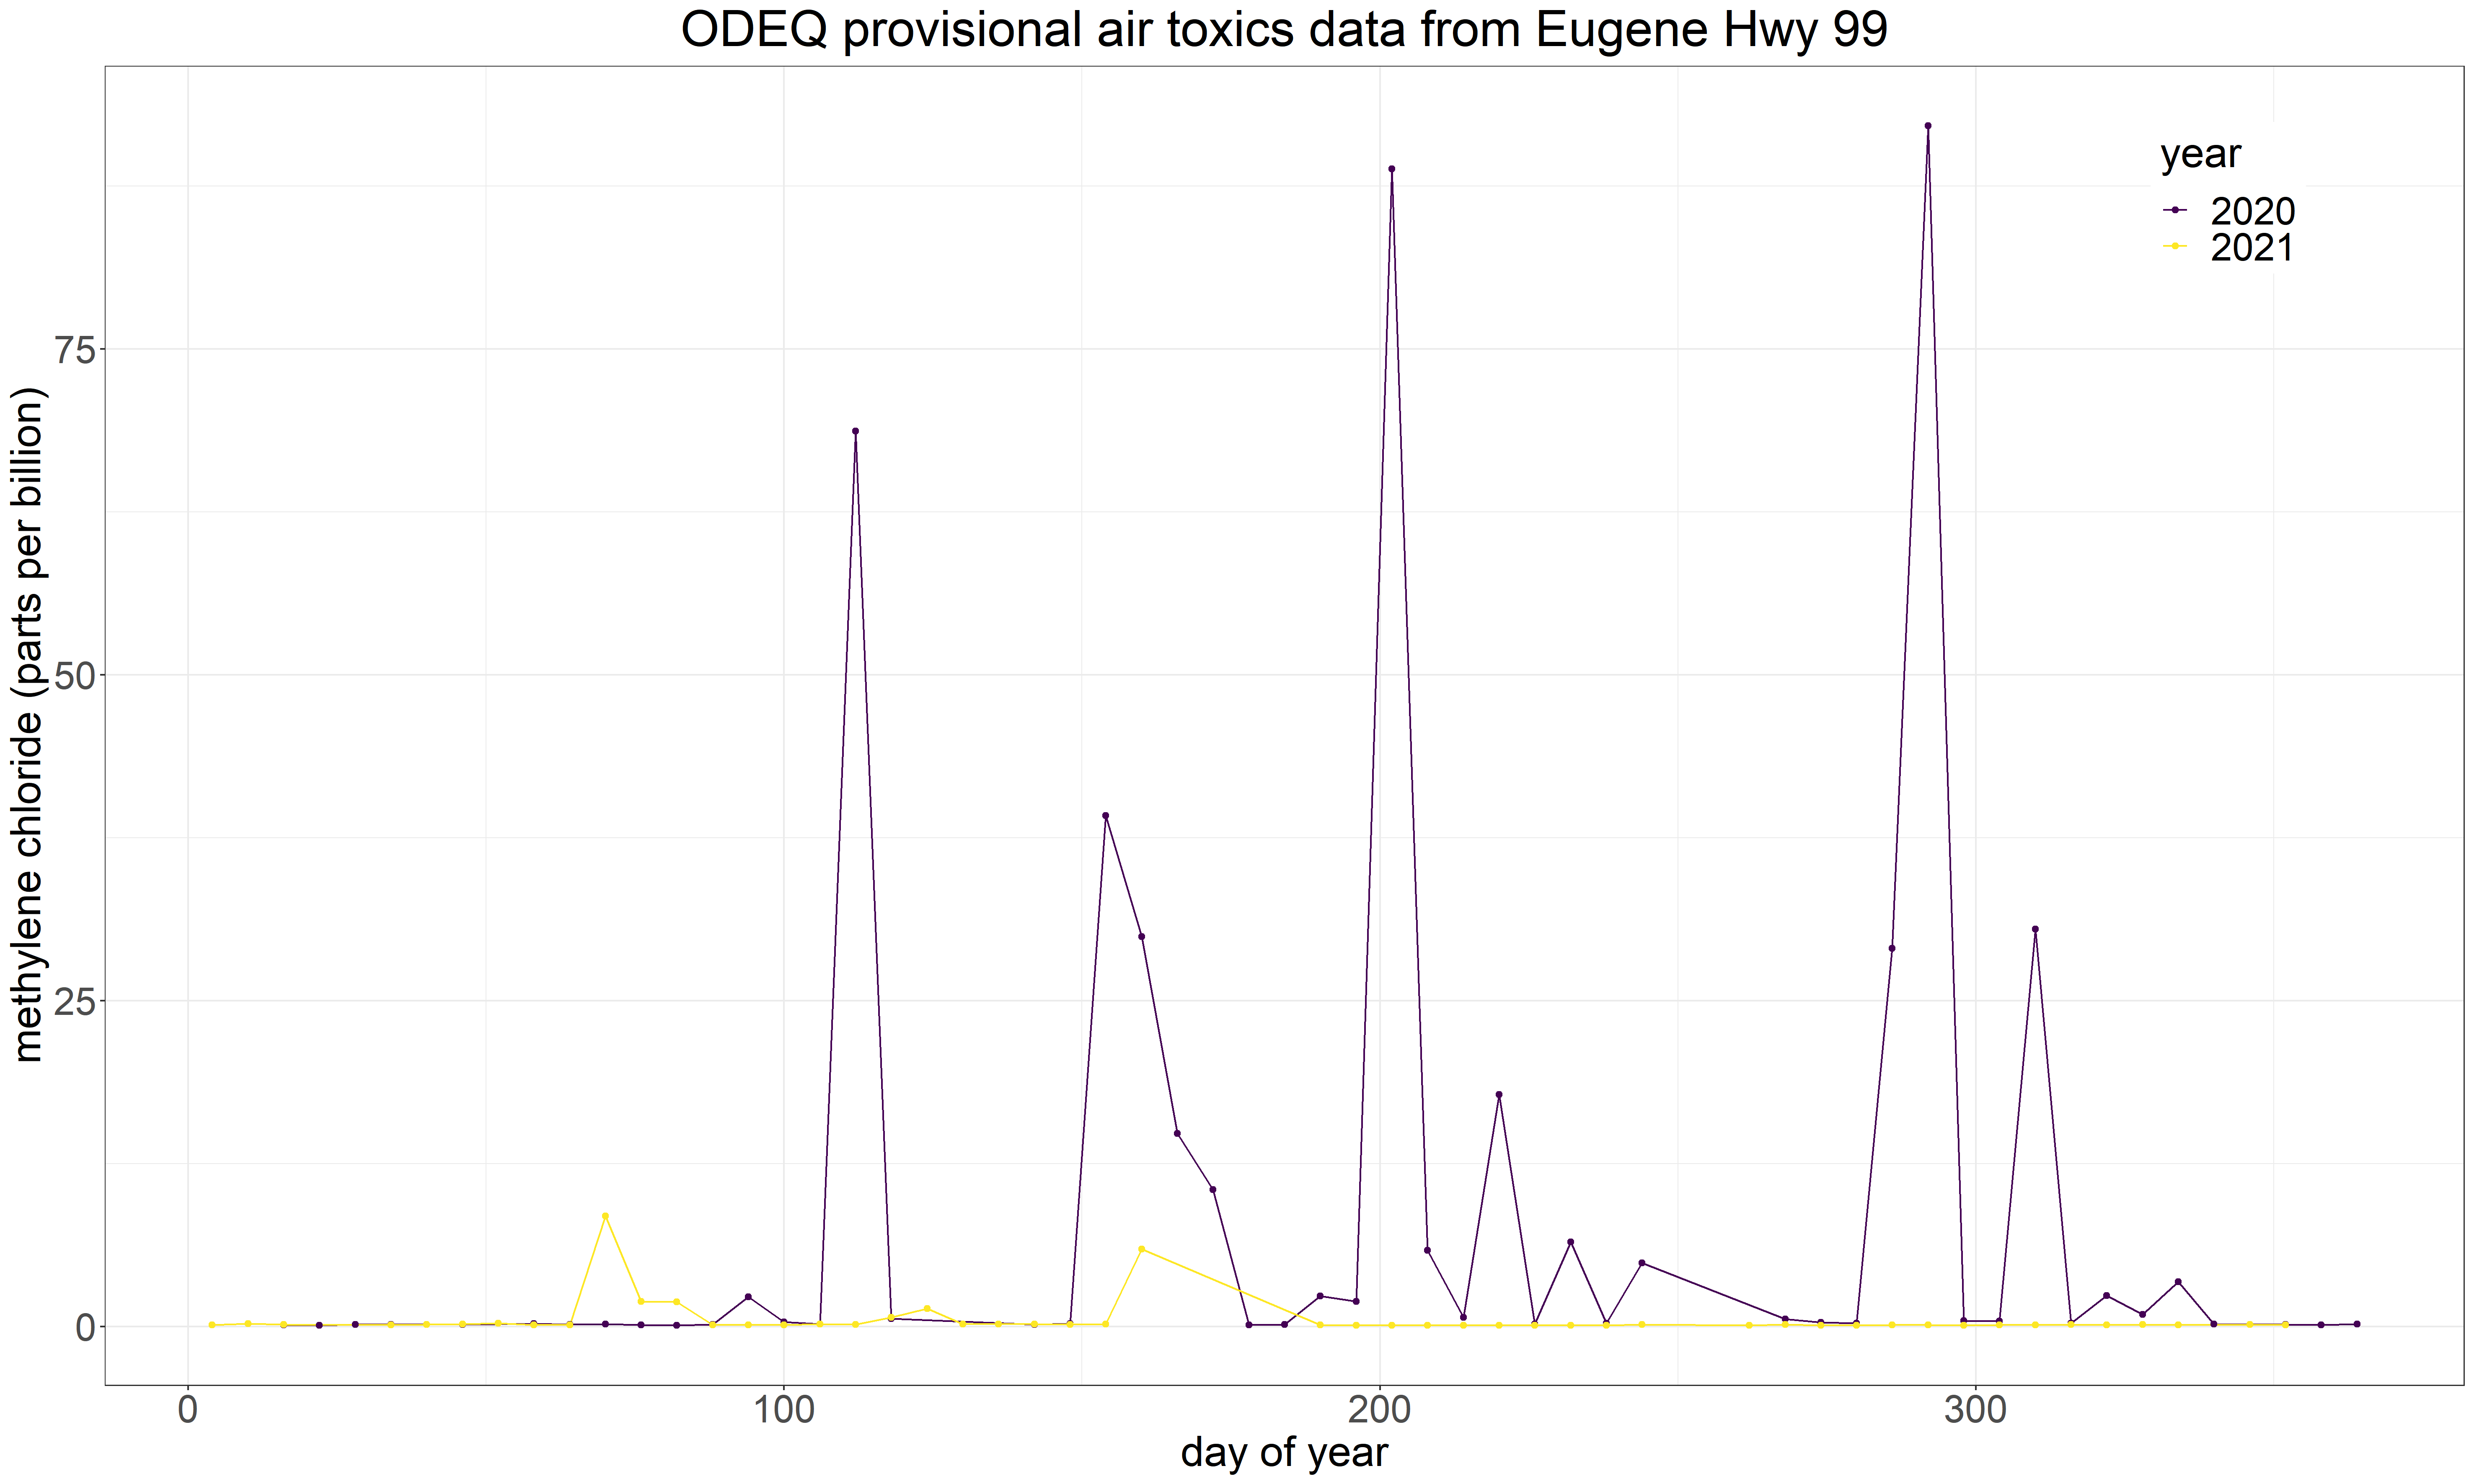 ODEQ provisional air toxics data from Eugene Hwy 99
year
2020
2021
methylene chloride (parts per billion)
75
50
25
0
0 100 200 300
day of year